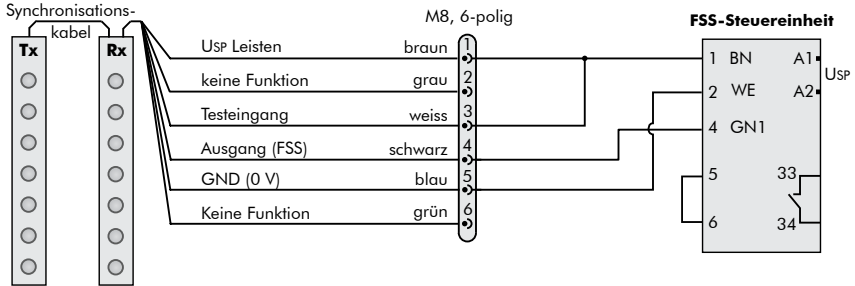 Synchronisations-
kabel
Tx
Rx
M8, 6-polig
FSS-Steuereinheit
USP Leisten braun 1
keine Funktion grau 2
Testeingang weiss 3
Ausgang (FSS) schwarz 4
GND (0 V) blau 5
Keine Funktion grün 6
1 BN A1
USP
2 WE A2
4 GN1
5 33
6 34